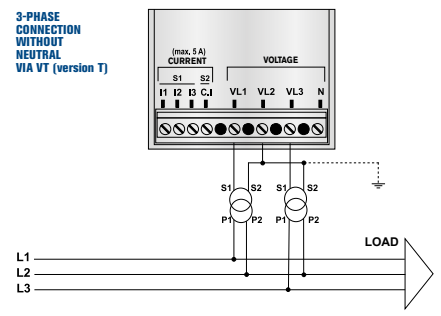 3-PHASE
CONNECTION
WITHOUT
NEUTRAL
VIA VT (version T)
(max. 5 A)
CURRENT
VOLTAGE
S1 S2
I1 I2 I3 C.I VL1 VL2 VL3 N
S1 S2 S1 S2
P1 P2 P1 P2
LOAD
L1
L2
L3